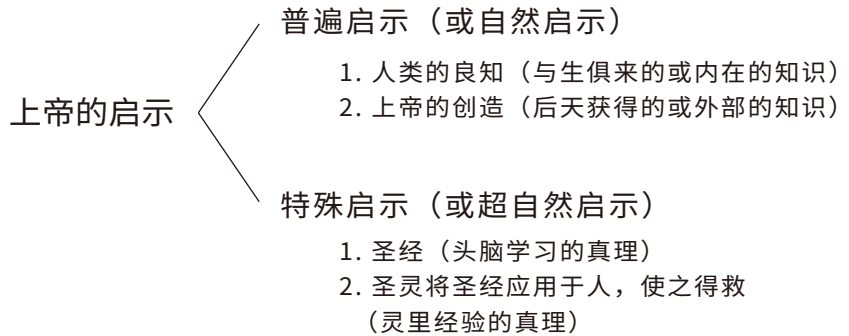 普遍启示（或自然启示）
1. 人类的良知（与生俱来的或内在的知识）
2. 上帝的创造（后天获得的或外部的知识）
上帝的启示
特殊启示（或超自然启示）
1. 圣经（头脑学习的真理）
2. 圣灵将圣经应用于人，使之得救
（灵里经验的真理）